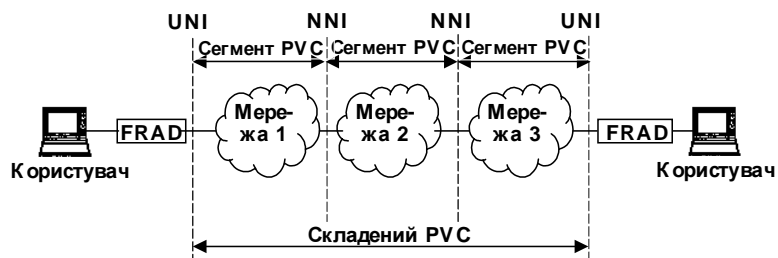 UNI NNI NNI UNI
Сегмент PVC Сегмент PVC Сегмент PVC
Мере-
жа 1
Мере-
жа 2
Мере-
жа 3
FRAD
FRAD
Користувач
Користувач
Складений PVC